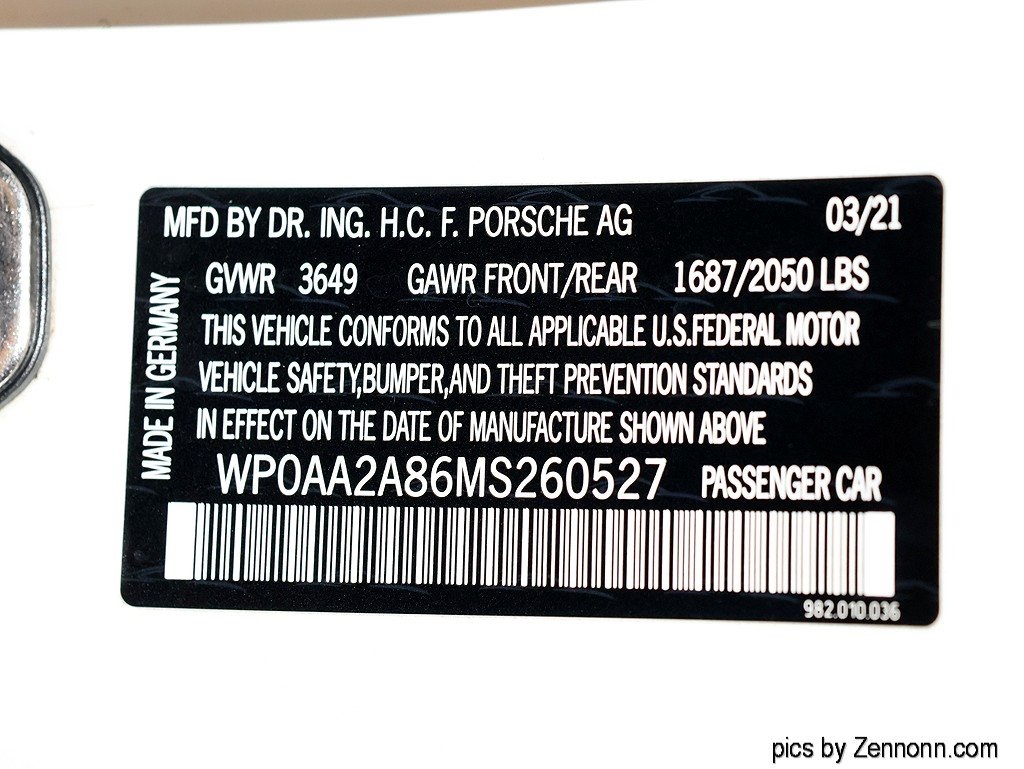 MFD BY DR. ING. H.C. F. PORSCHE AG 03/21
GVWR 3649 GAWR FRONT/REAR 1687/2050 LBS
THIS VEHICLE CONFORMS TO ALL APPLICABLE U.S.FEDERAL MOTOR
VEHICLE SAFETY,BUMPER,AND THEFT PREVENTION STANDARDS
IN EFFECT ON THE DATE OF MANUFACTURE SHOWN ABOVE
WP0AA2A86MS260527 PASSENGER CAR
MADE IN GERMANY
982.010.036
pics by Zennonn.com